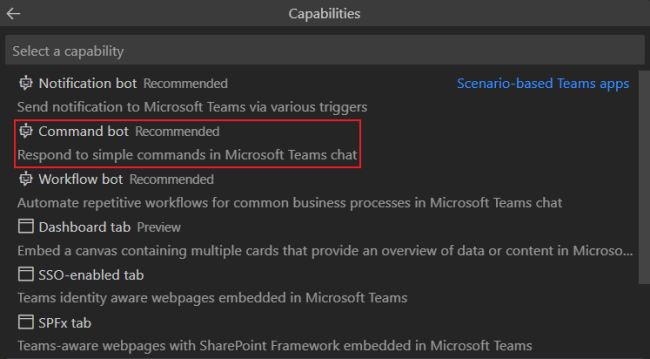 Capabilities
Select a capability
Notification bot Recommended Scenario-based Teams apps
Send notification to Microsoft Teams via various triggers
Command bot Recommended
Respond to simple commands in Microsoft Teams chat
Workflow bot Recommended
Automate repetitive workflows for common business processes in Microsoft Teams chat
Dashboard tab Preview
Embed a canvas containing multiple cards that provide an overview of data or content in Microso...
SSO-enabled tab
Teams identity aware webpages embedded in Microsoft Teams
SPFx tab
Teams-aware webpages with SharePoint Framework embedded in Microsoft Teams